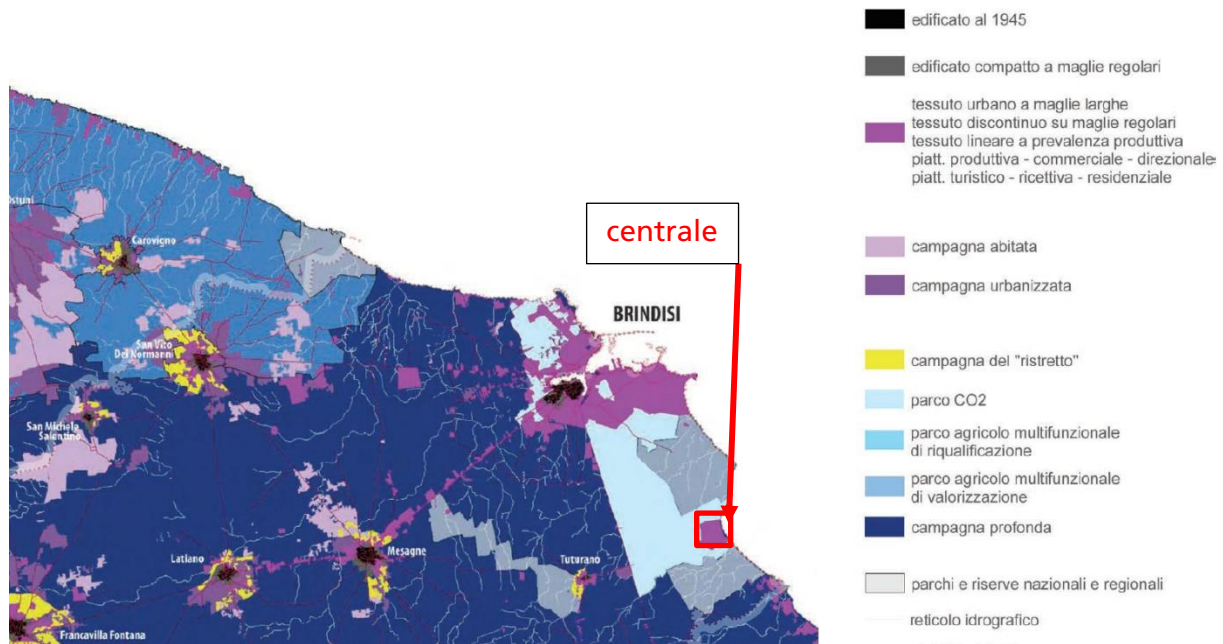 edificato al 1945
edificato compatto a maglie regolari
tessuto urbano a maglie larghe
tessuto discontinuo su maglie regolari
tessuto lineare a prevalenza produttiva
piatt. produttiva - commerciale - direzionale
piatt. turistico - ricettiva - residenziale
campagna abitata
campagna urbanizzata
campagna del "ristretto"
parco CO2
parco agricolo multifunzionale
di riqualificazione
parco agricolo multifunzionale
di valorizzazione
campagna profonda
parchi e riserve nazionali e regionali
reticolo idrografico
centrale
BRINDISI
stuni
Carovigno
San Vito
Dei Normanni
San Michele
Salentino
Latiano
Mesagne
Tuturano
Francavilla Fontana